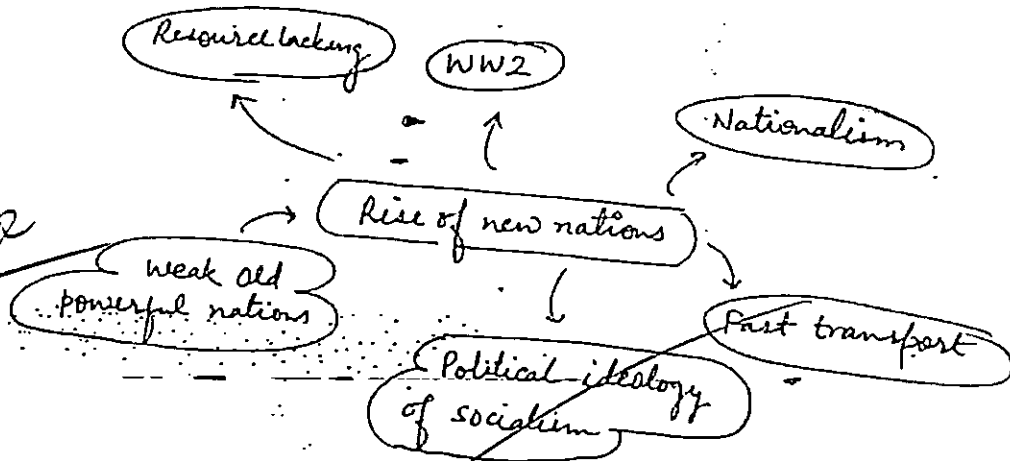 Resource lacking
WW2
Nationalism
Rise of new nations
weak old
powerful nations
Fast transport
Political ideology
of socialism